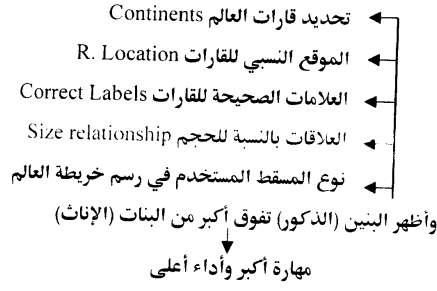 تحديد قارات العالم Continents
الموقع النسبي للقارات R. Location
العلامات الصحيحة للقارات Correct Labels
العلاقات بالنسبة للحجم Size relationship
نوع المسقط المستخدم في رسم خريطة العالم
وأظهر البنين (الذكور) تفوق أكبر من البنات (الإناث)
مهارة أكبر وأداء أعلى